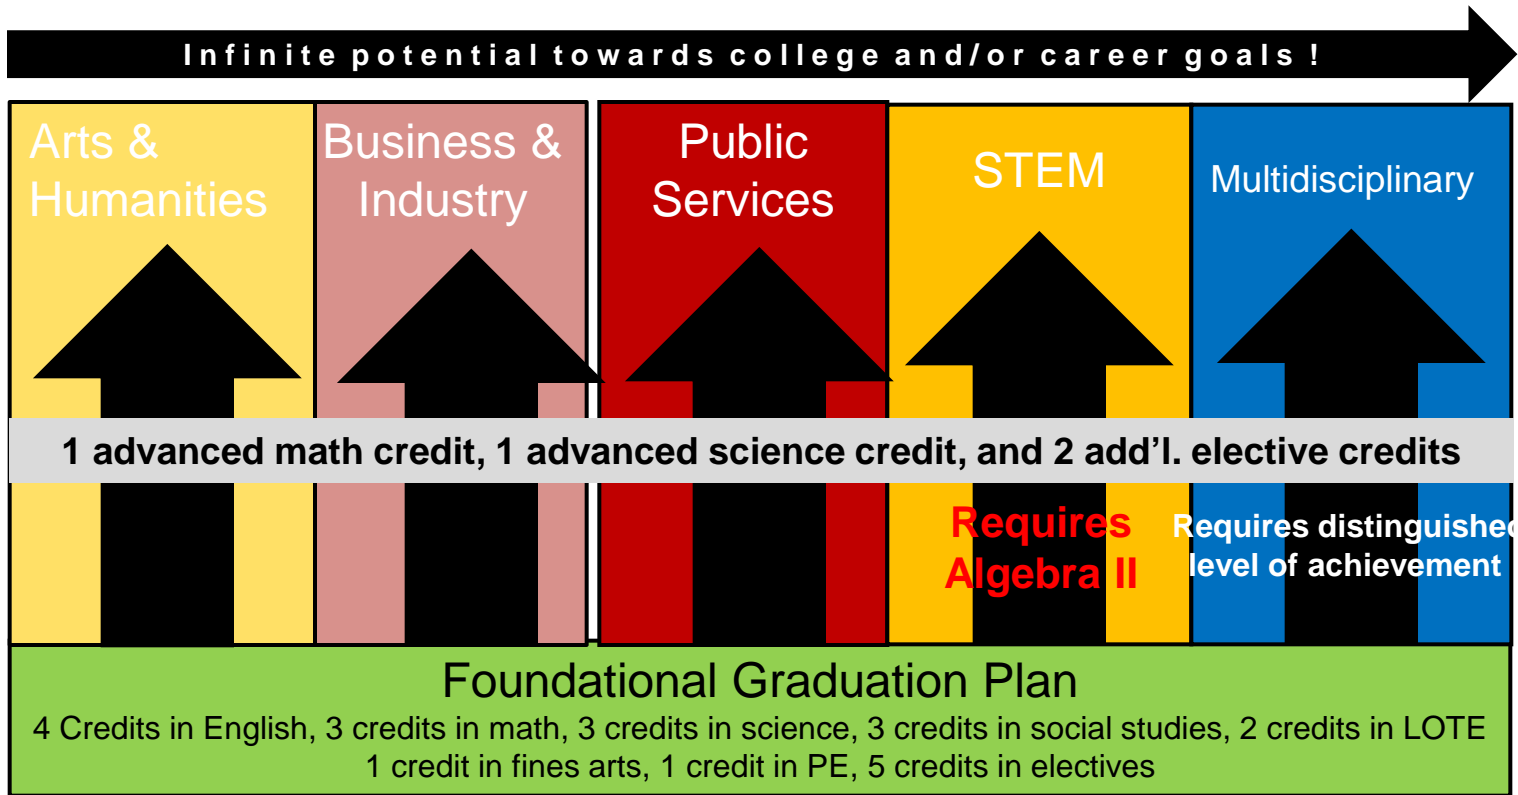 Infinite potential towards college and/or career goals !
Arts &
Humanities
Business &
Industry
Public
Services
STEM
Multidisciplinary
1 advanced math credit, 1 advanced science credit, and 2 add’l. elective credits
Requires
Algebra II
Requires distinguished
level of achievement
Foundational Graduation Plan
4 Credits in English, 3 credits in math, 3 credits in science, 3 credits in social studies, 2 credits in LOTE
1 credit in fines arts, 1 credit in PE, 5 credits in electives